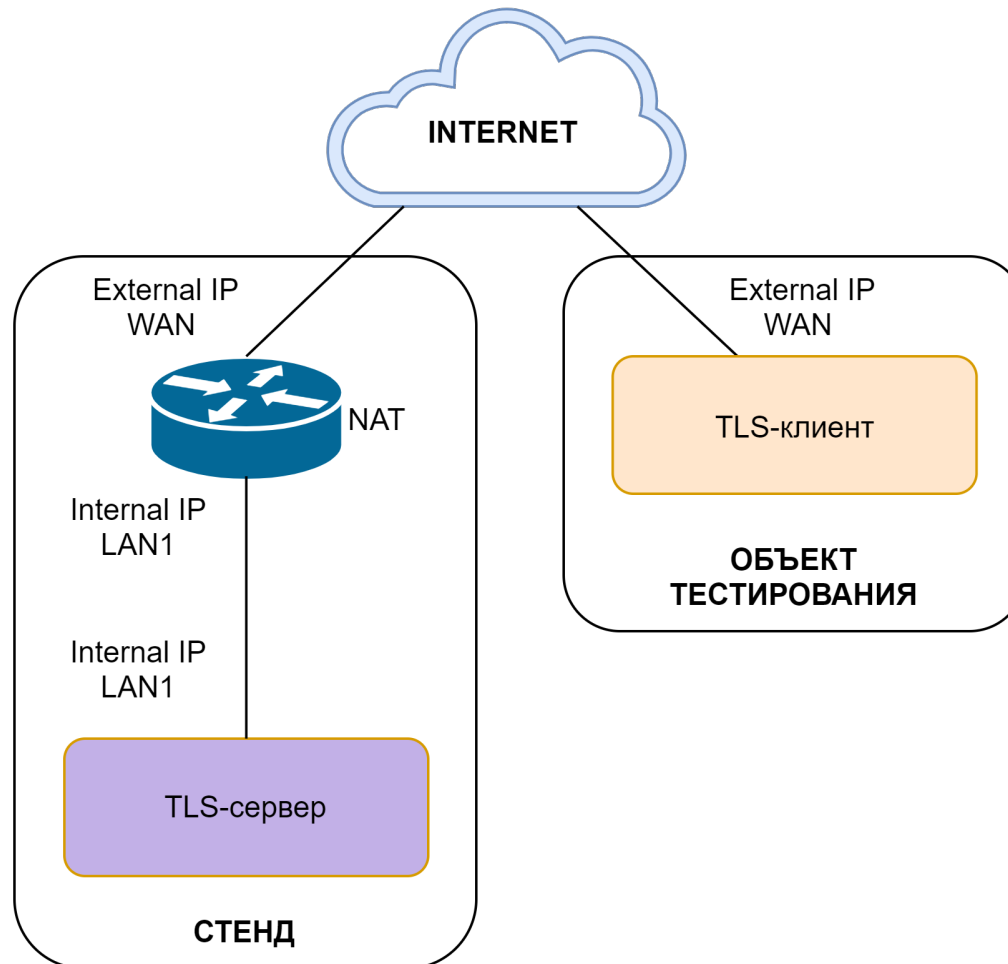 INTERNET
External IP
WAN
External IP
WAN
NAT
TLS-клиент
Internal IP
LAN1
ОБЪЕКТ
ТЕСТИРОВАНИЯ
Internal IP
LAN1
TLS-сервер
СТЕНД